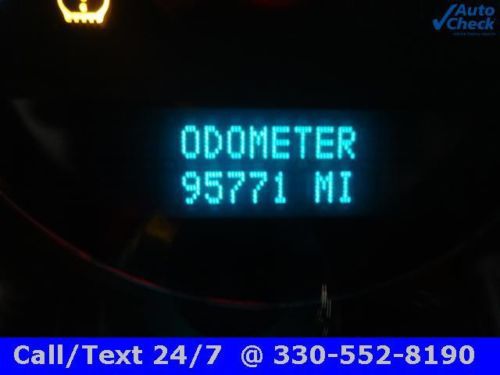 Auto
Check
ODOMETER
95771 MI
Call/Text 24/7 @ 330-552-8190